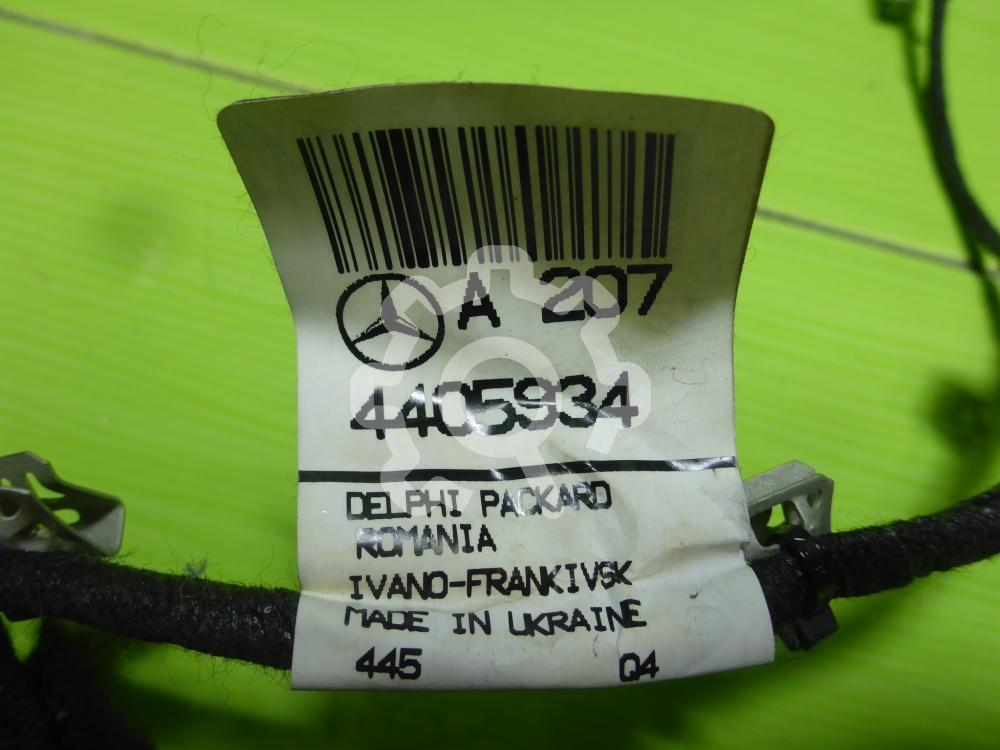 A 207
4405934
DELPHI PACKARD
ROMANIA
IVANO-FRANKIVSK
MADE IN UKRAINE
445 Q4